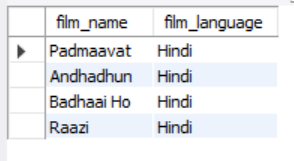 film_name film_language
Padmaavat Hindi
Andhadhun Hindi
Badhaai Ho Hindi
Raazi Hindi